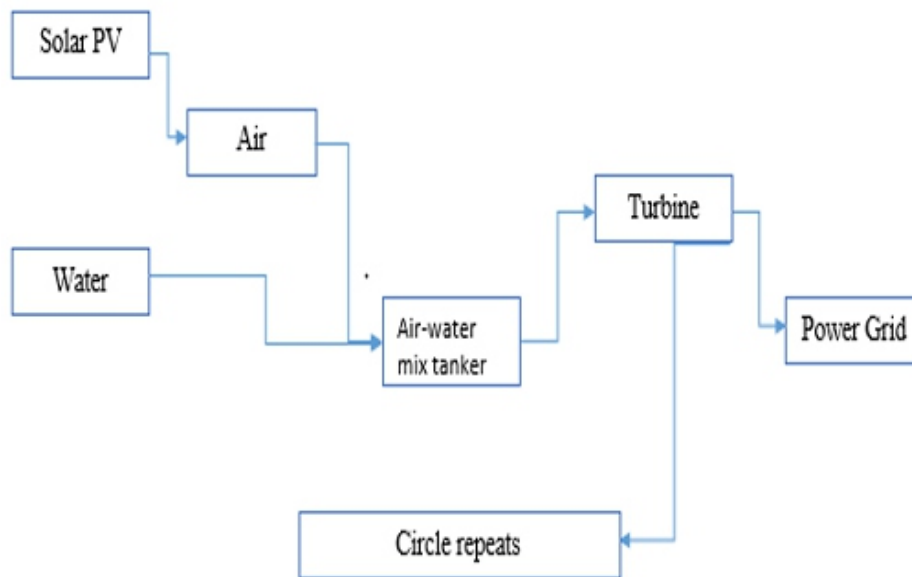 Solar PV
Air
Turbine
Water
Air-water
mix tanker
Power Grid
Circle repeats